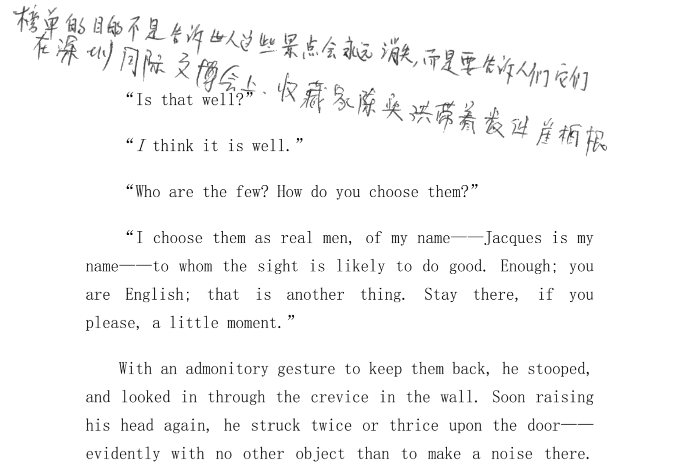 榜单的目的不是告诉世人这些景点会永远消失,而是要告诉人们它们
在深圳国际文博会上、收藏家陈奕洪带着数件崖柏根
“Is that well?”
“I think it is well.”
“Who are the few? How do you choose them?”
“I choose them as real men, of my name——Jacques is my
name——to whom the sight is likely to do good. Enough; you
are English; that is another thing. Stay there, if you
please, a little moment.”
With an admonitory gesture to keep them back, he stooped,
and looked in through the crevice in the wall. Soon raising
his head again, he struck twice or thrice upon the door——
evidently with no other object than to make a noise there.